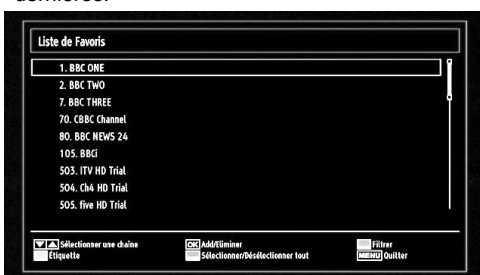 dernières.
Liste de Favoris
1. BBC ONE
2. BBC TWO
7. BBC THREE
70. CBBC Channel
80. BBC NEWS 24
105. BBCi
503. ITV HD Trial
504. Ch4 HD Trial
505. five HD Trial
Sélectionner une chaîne OK Add/Eliminer Filtrer
Étiquette Sélectionner/Désélectionner tout MENU Quitter